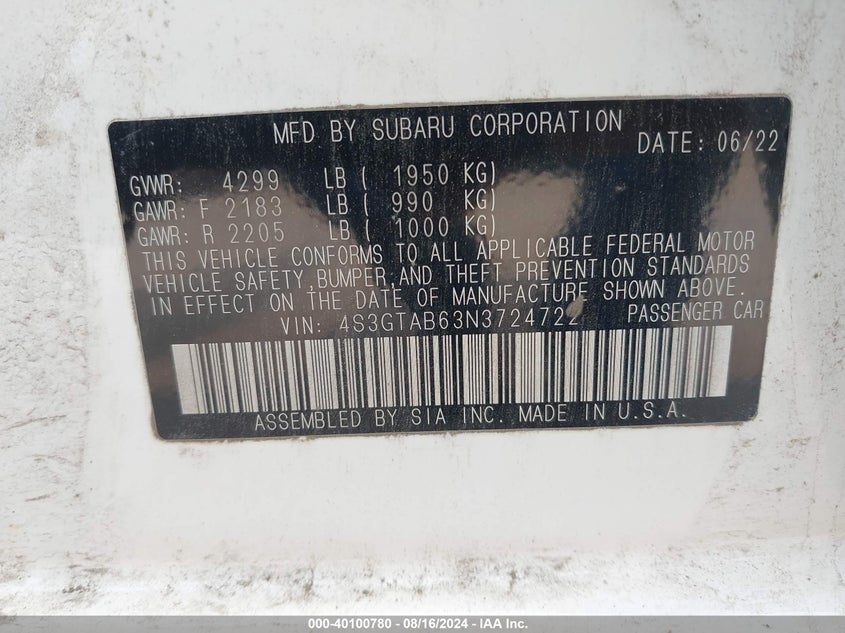 MFD BY SUBARU CORPORATION
DATE: 06/22
GVWR: 4299 LB ( 1950 KG)
GAWR: F 2183 LB ( 990 KG)
GAWR: R 2205 LB ( 1000 KG)
THIS VEHICLE CONFORMS TO ALL APPLICABLE FEDERAL MOTOR
VEHICLE SAFETY,BUMPER,AND THEFT PREVENTION STANDARDS
IN EFFECT ON THE DATE OF MANUFACTURE SHOWN ABOVE.
VIN: 4S3GTAB63N3724722 PASSENGER CAR
ASSEMBLED BY SIA INC. MADE IN U.S.A.
000-40100780 - 08/16/2024 - IAA Inc.